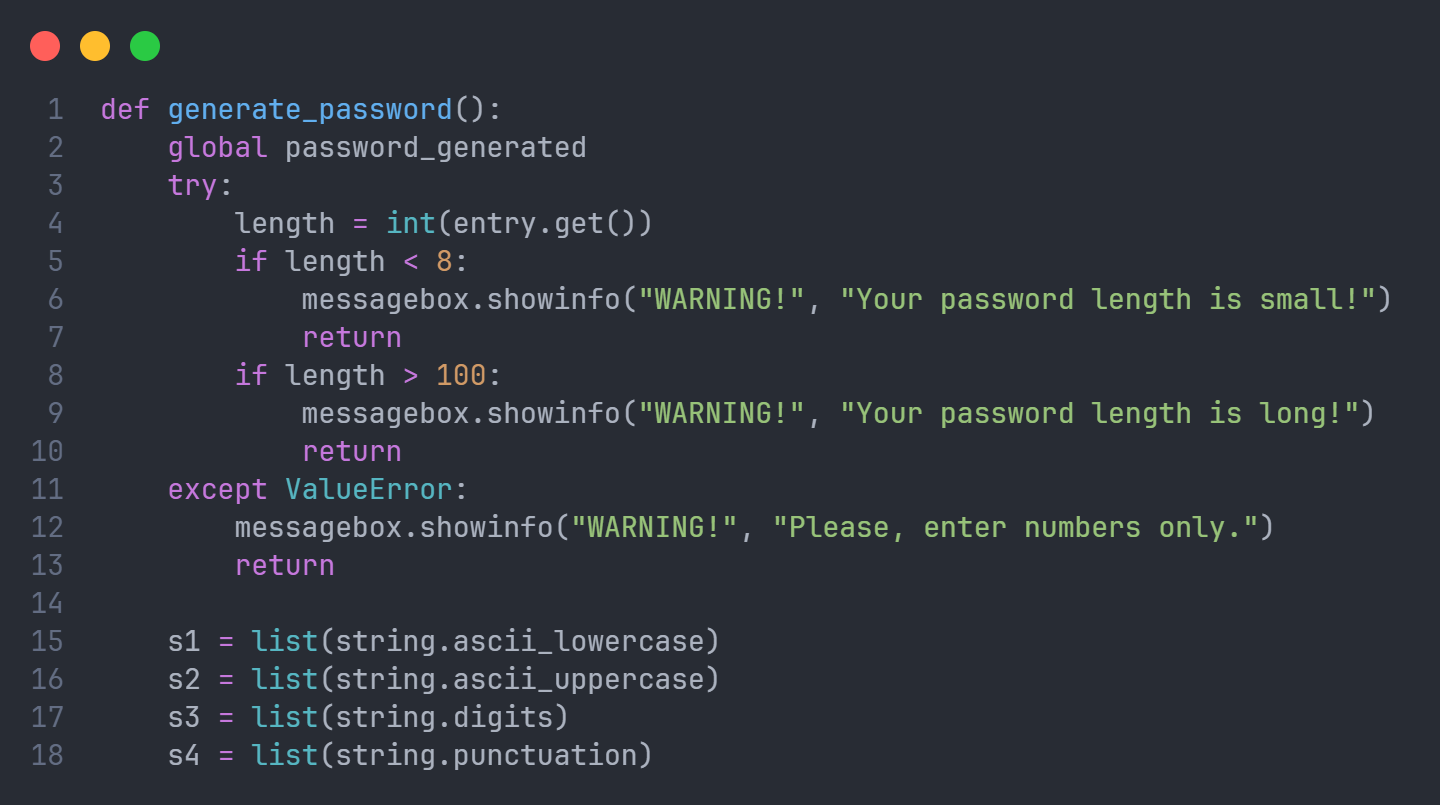 1 def generate_password():
2     global password_generated
3     try:
4         length = int(entry.get())
5         if length < 8:
6             messagebox.showinfo("WARNING!", "Your password length is small!")
7             return
8         if length > 100:
9             messagebox.showinfo("WARNING!", "Your password length is long!")
10             return
11     except ValueError:
12         messagebox.showinfo("WARNING!", "Please, enter numbers only.")
13         return
14
15     s1 = list(string.ascii_lowercase)
16     s2 = list(string.ascii_uppercase)
17     s3 = list(string.digits)
18     s4 = list(string.punctuation)